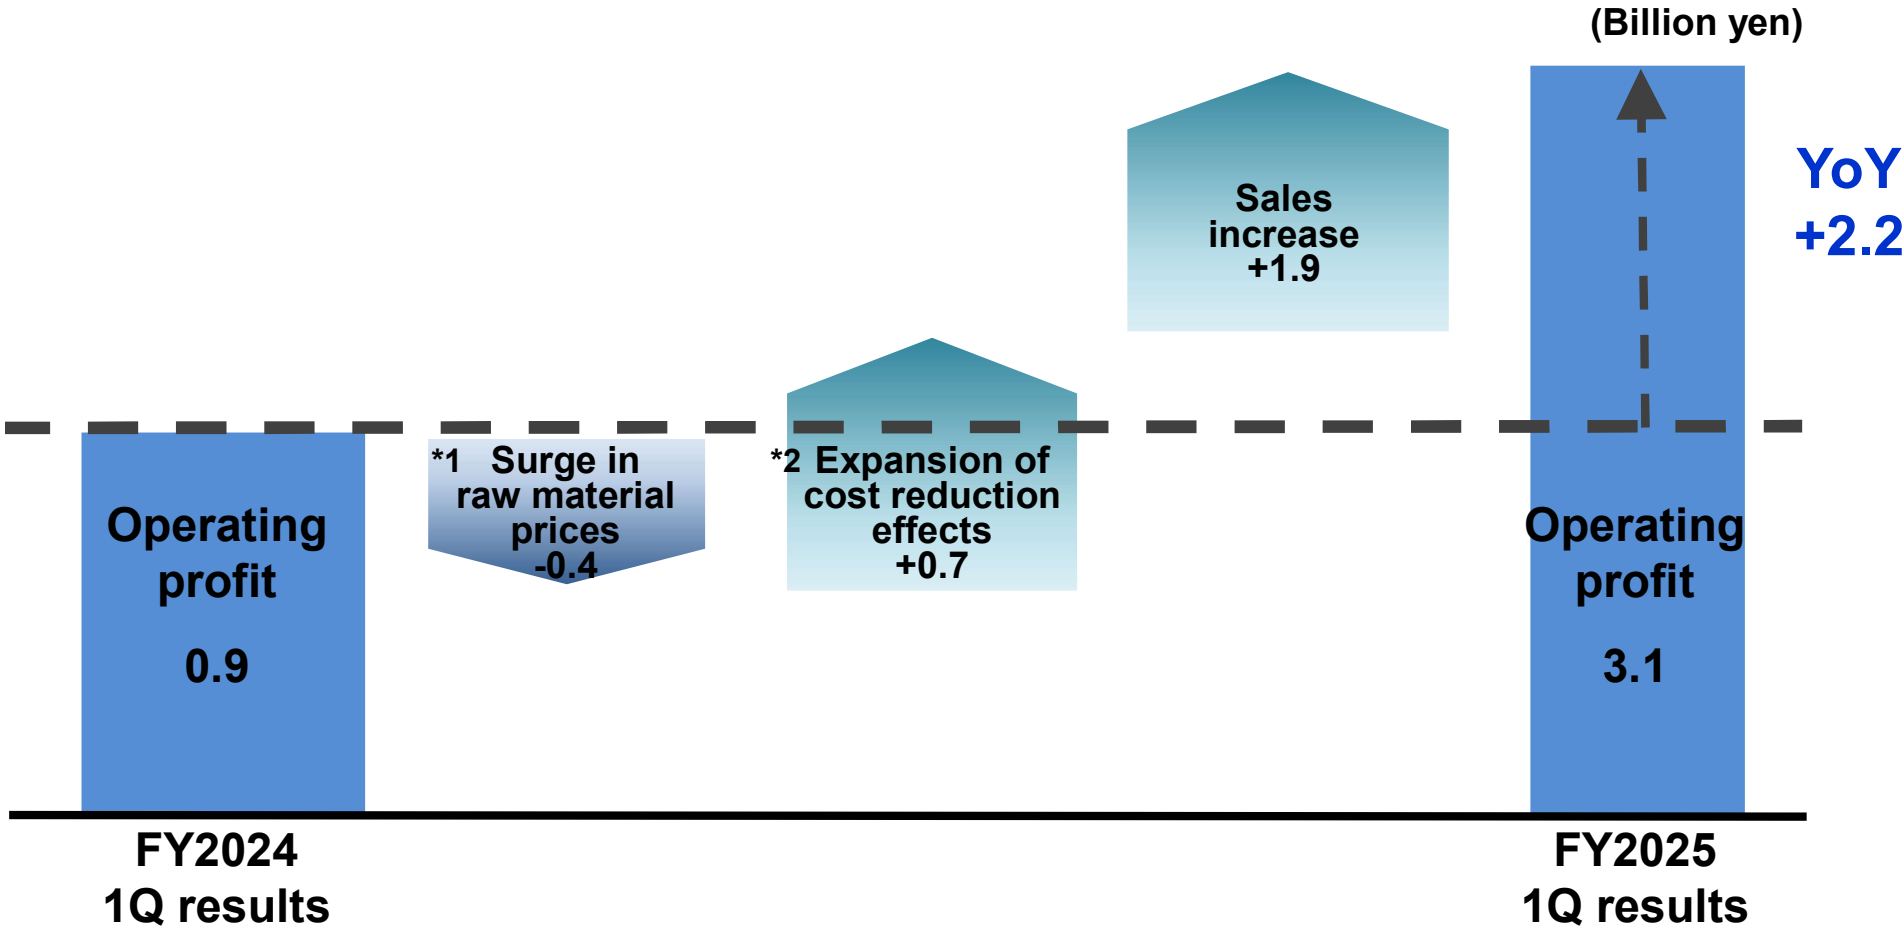 (Billion yen)
YoY
+2.2
Sales
increase
+1.9
*1 Surge in
raw material
prices
-0.4
*2 Expansion of
cost reduction
effects
+0.7
Operating
profit
0.9
Operating
profit
3.1
FY2024
1Q results
FY2025
1Q results